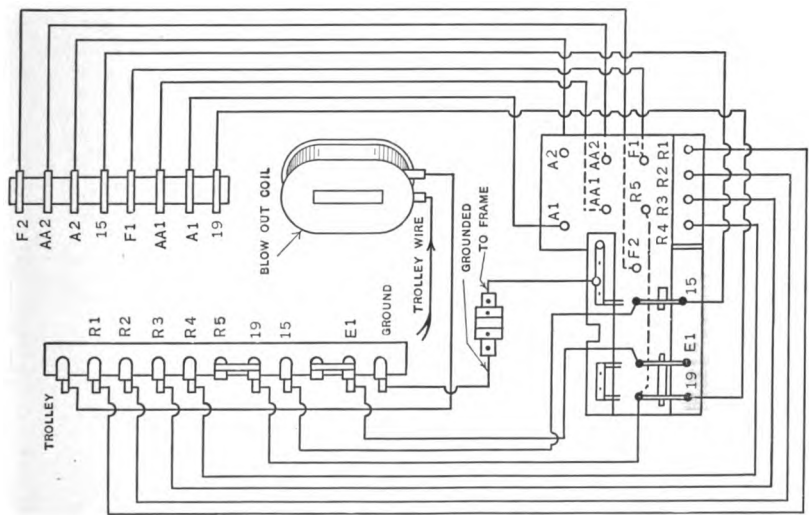 F2
AA2
A2
15
F1
AA1
A1
19
BLOW OUT COIL
TROLLEY WIRE
GROUNDED
TO FRAME
A2
AA2
F1
R1
R2
R3
R4
A1
AA1
R5
F2
15
E1
19
TROLLEY
R1
R2
R3
R4
R5
19
15
E1
GROUND